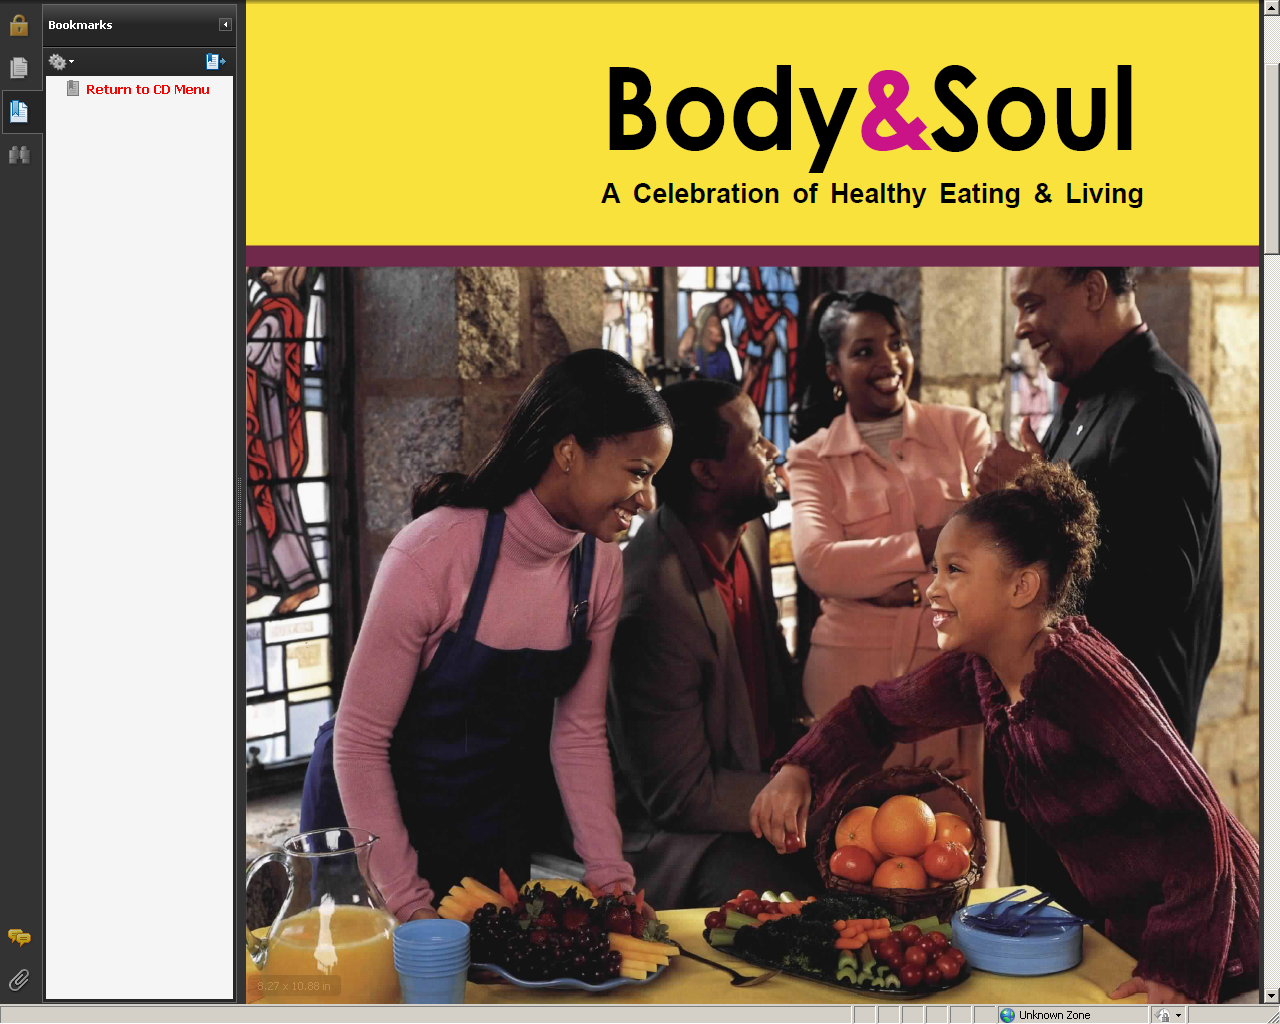 Bookmarks
Return to CD Menu
Body&Soul
A Celebration of Healthy Eating & Living
8.27 x 10.88 in
Unknown Zone